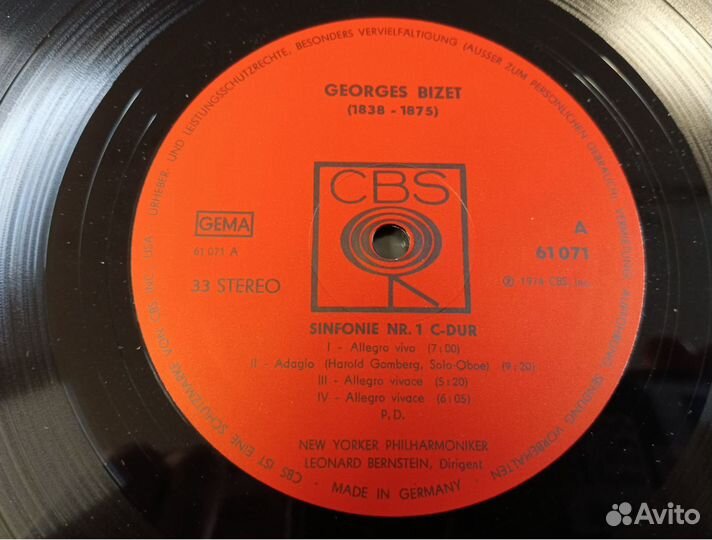 URHEBER- UND LEISTUNGSSCHUTZRECHTE, BESONDERS VERVIELFÄLTIGUNG (AUSSER ZUM PERSÖNLICHEN GEBRAUCH)
SENDUNG VORBEHALTEN
GEORGES BIZET
(1838 - 1875)
CBS
GEMA
61 071 A
33 STEREO
A
61 071
SINFONIE NR. 1 C-DUR
I - Allegro vivo (7:00)
II - Adagio (Harold Gomberg, Solo-Oboe) (9:20)
III - Allegro vivace (5:20)
IV - Allegro vivace (6:05)
P.D.
NEW YORKER PHILHARMONIKER
LEONARD BERNSTEIN, Dirigent
CBS IST EINE SCHUTZMARKE VON CBS, INC. USA
· MADE IN GERMANY ·
Avito